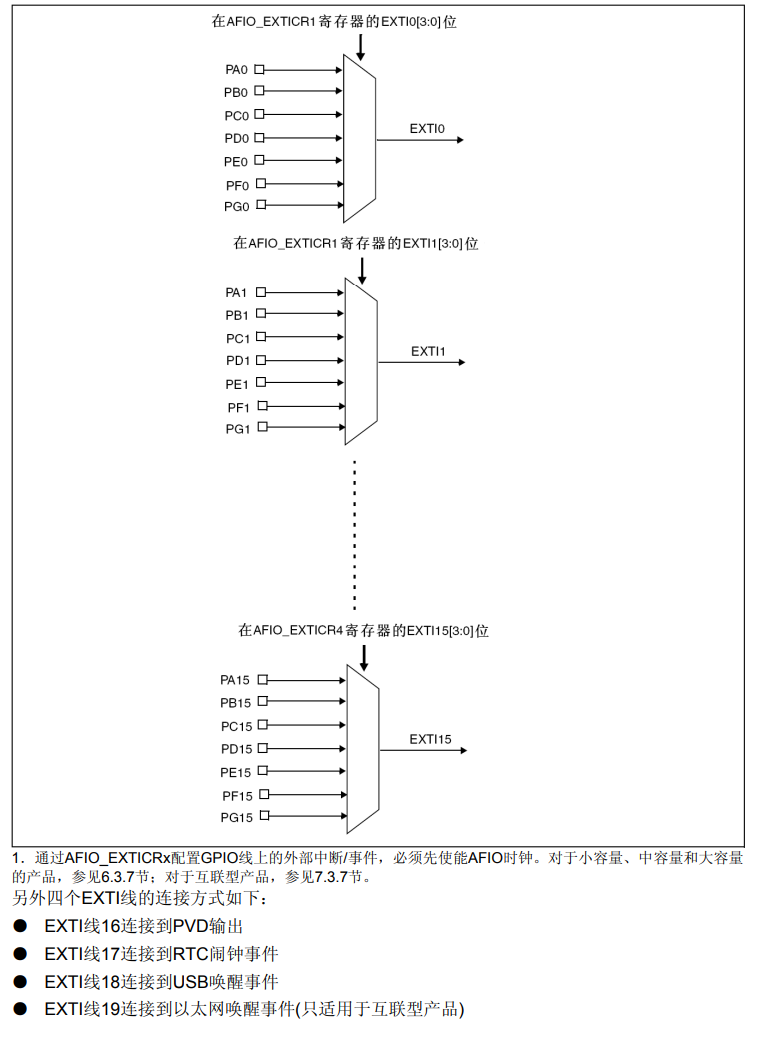 在AFIO_EXTICR1寄存器的EXTI0[3:0]位
PA0
PB0
PC0
PD0
PE0
PF0
PG0
EXTI0
在AFIO_EXTICR1寄存器的EXTI1[3:0]位
PA1
PB1
PC1
PD1
PE1
PF1
PG1
EXTI1
在AFIO_EXTICR4寄存器的EXTI15[3:0]位
PA15
PB15
PC15
PD15
PE15
PF15
PG15
EXTI15
1. 通过AFIO_EXTICRx配置GPIO线上的外部中断/事件，必须先使能AFIO时钟。对于小容量、中容量和大容量
的产品，参见6.3.7节；对于互联型产品，参见7.3.7节。
另外四个EXTI线的连接方式如下：
● EXTI线16连接到PVD输出
● EXTI线17连接到RTC闹钟事件
● EXTI线18连接到USB唤醒事件
● EXTI线19连接到以太网唤醒事件(只适用于互联型产品)